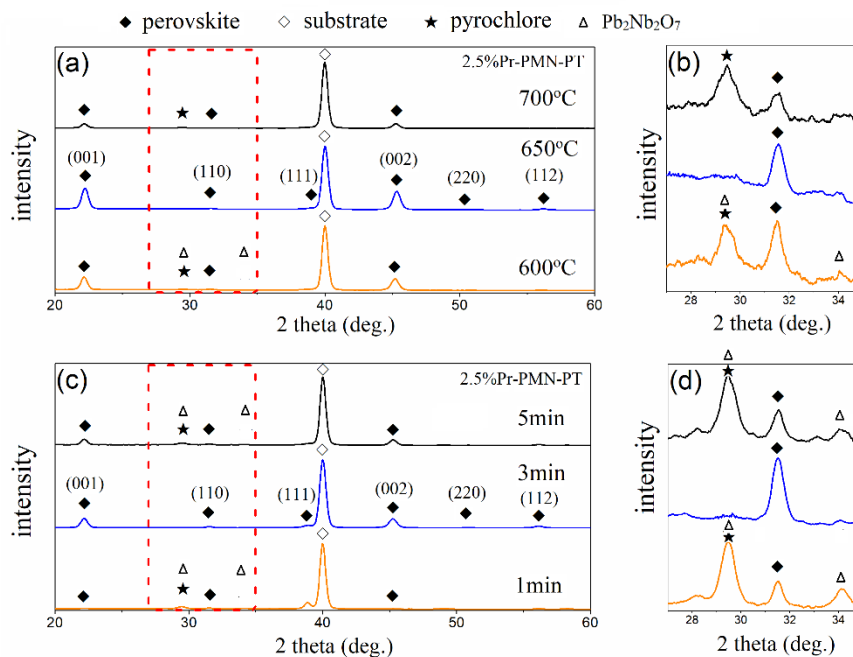 ◆ perovskite ◇ substrate ★ pyrochlore △ Pb₂Nb₂O₇
(a)
2.5%Pr-PMN-PT
700°C
650°C
(001)
(110)
(111)
(002)
(220)
(112)
600°C
intensity
20 30 40 50 60
2 theta (deg.)
(b)
intensity
28 30 32 34
2 theta (deg.)
(c)
2.5%Pr-PMN-PT
5min
3min
(001)
(110)
(111)
(002)
(220)
(112)
1min
intensity
20 30 40 50 60
2 theta (deg.)
(d)
intensity
28 30 32 34
2 theta (deg.)